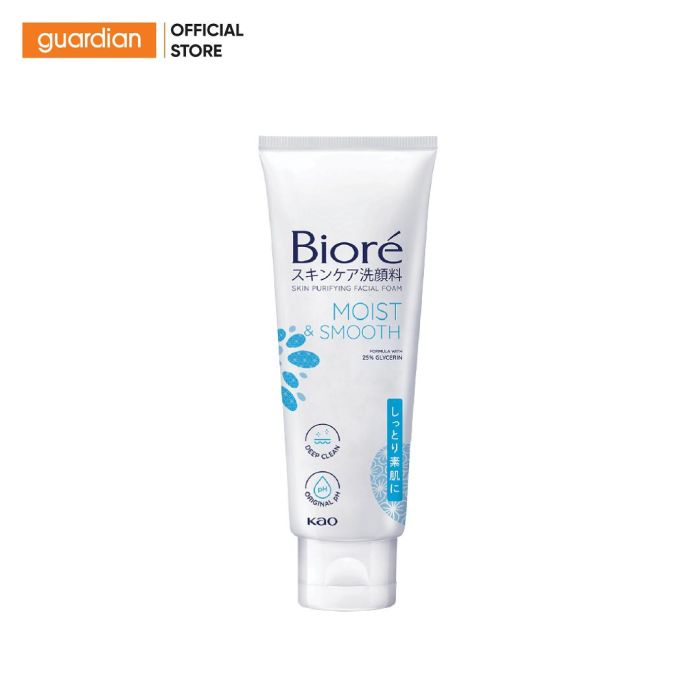 guardian
OFFICIAL
STORE
Bioré
スキンケア洗顔料
SKIN PURIFYING FACIAL FOAM
MOIST
& SMOOTH
FORMULA WITH
25% GLYCERIN
しっとり素肌に
DEEP CLEAN
pH
ORIGINAL pH
Kao